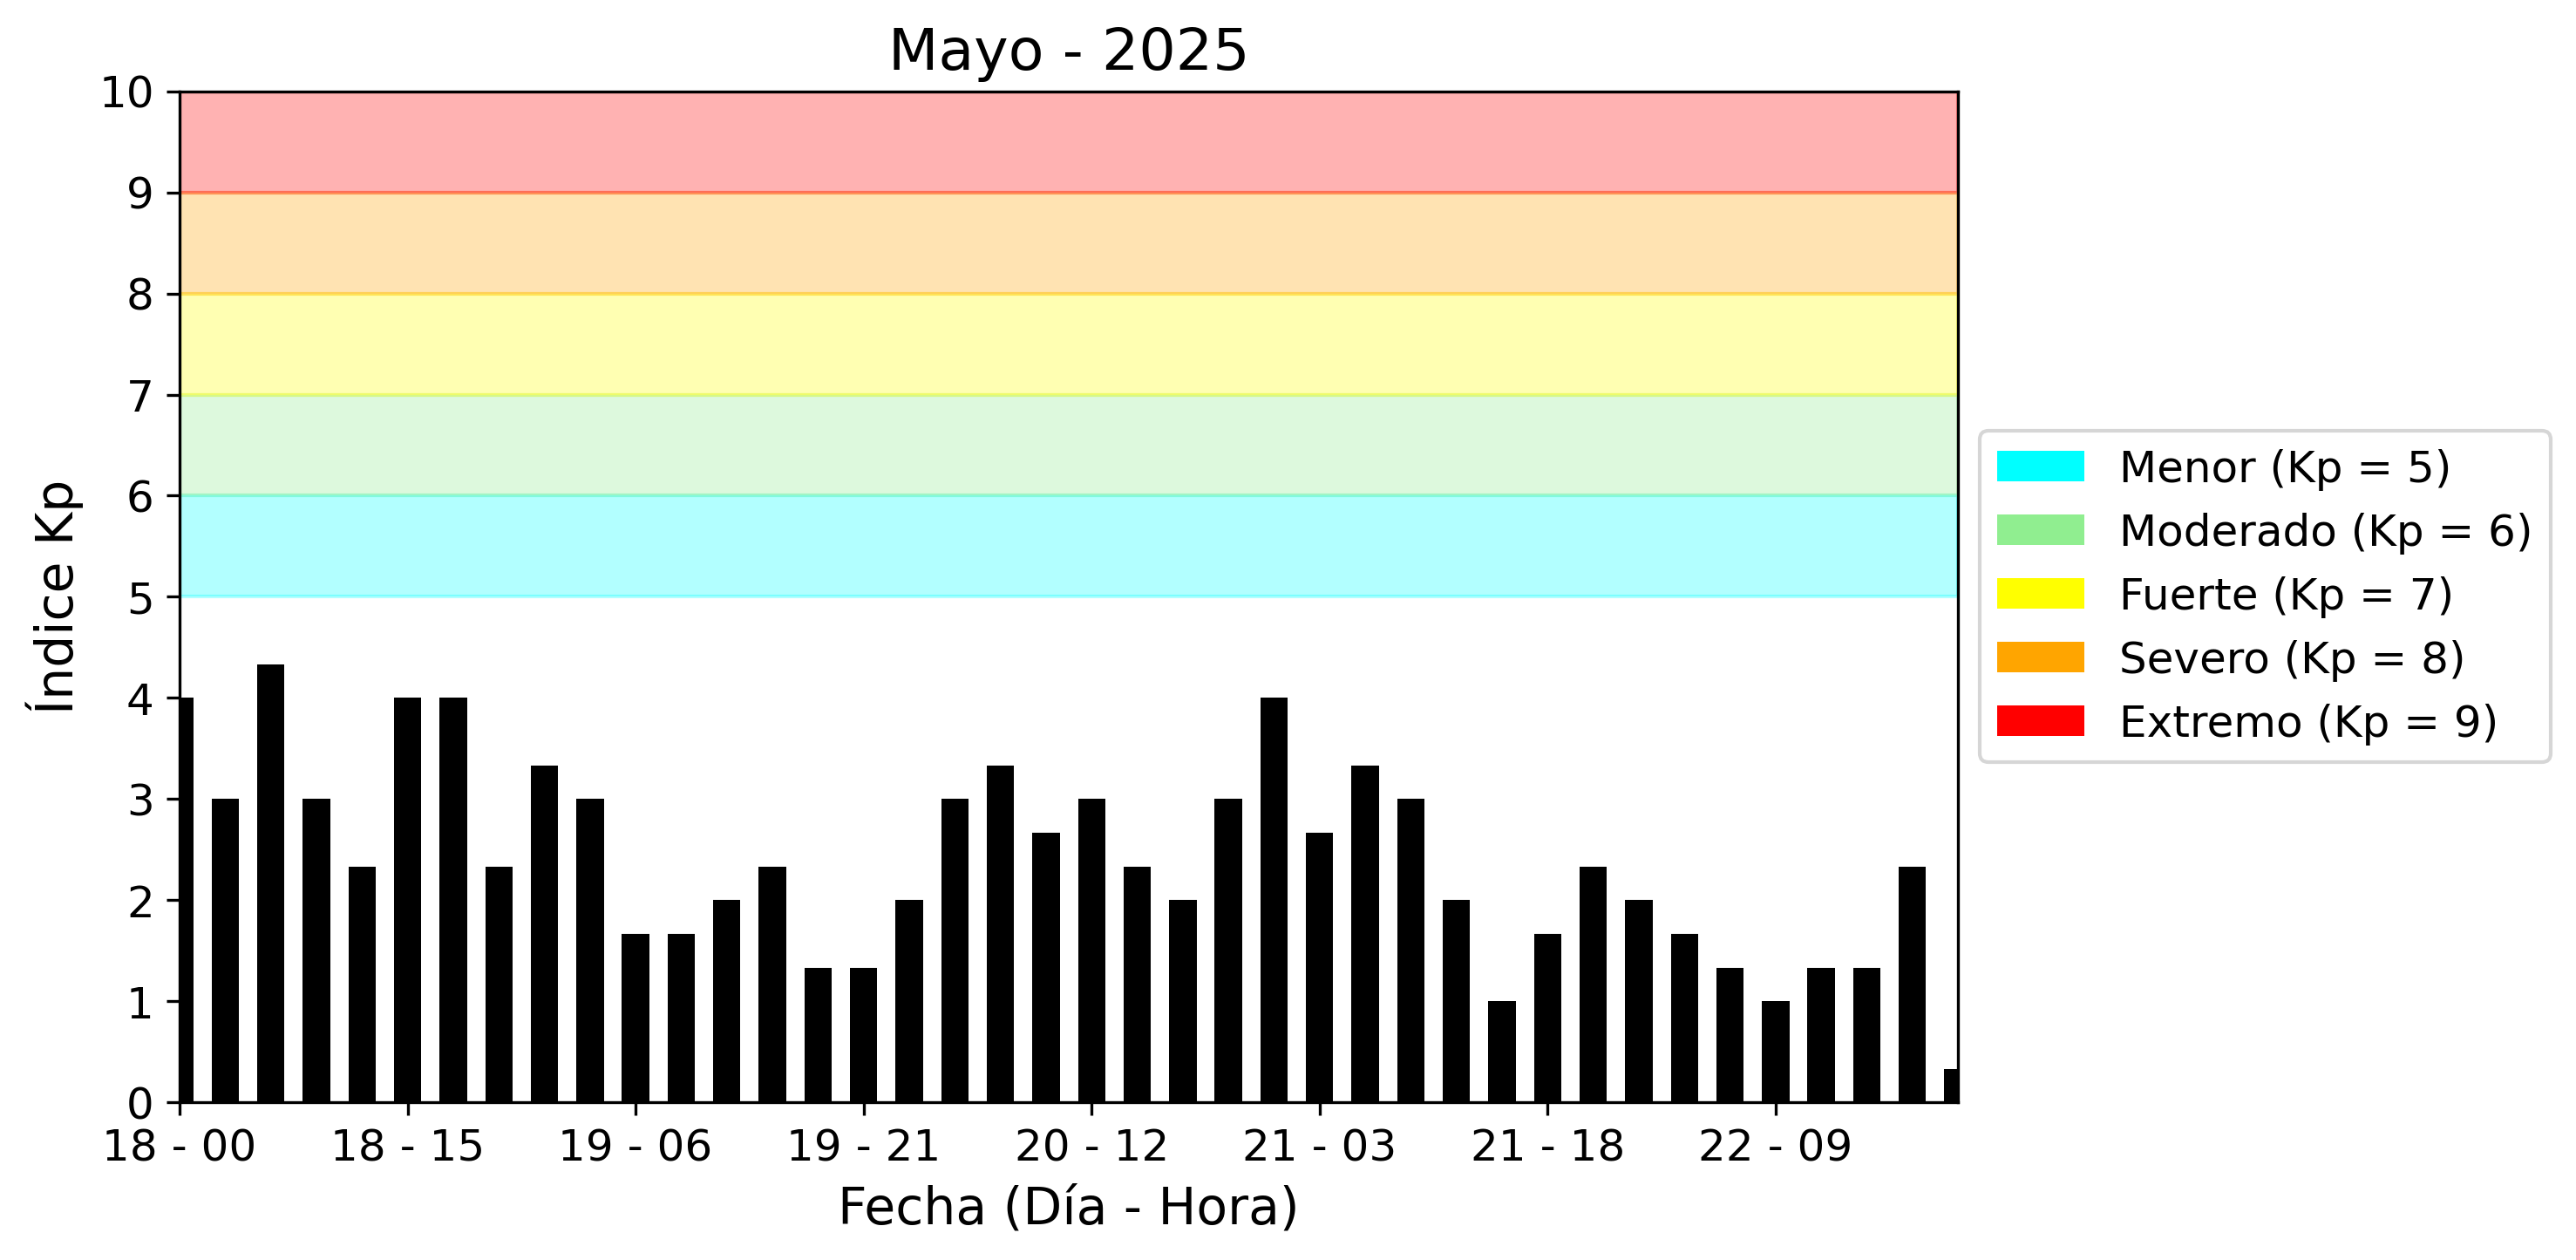 Mayo - 2025
10
9
8
7
6
5
4
3
2
1
0
Índice Kp
18 - 00 18 - 15 19 - 06 19 - 21 20 - 12 21 - 03 21 - 18 22 - 09
Fecha (Día - Hora)
Menor (Kp = 5)
Moderado (Kp = 6)
Fuerte (Kp = 7)
Severo (Kp = 8)
Extremo (Kp = 9)